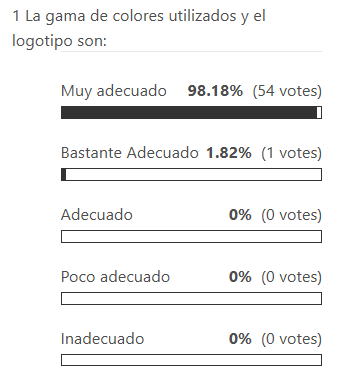 1 La gama de colores utilizados y el
logotipo son:
Muy adecuado 98.18% (54 votes)
Bastante Adecuado 1.82% (1 votes)
Adecuado 0% (0 votes)
Poco adecuado 0% (0 votes)
Inadecuado 0% (0 votes)